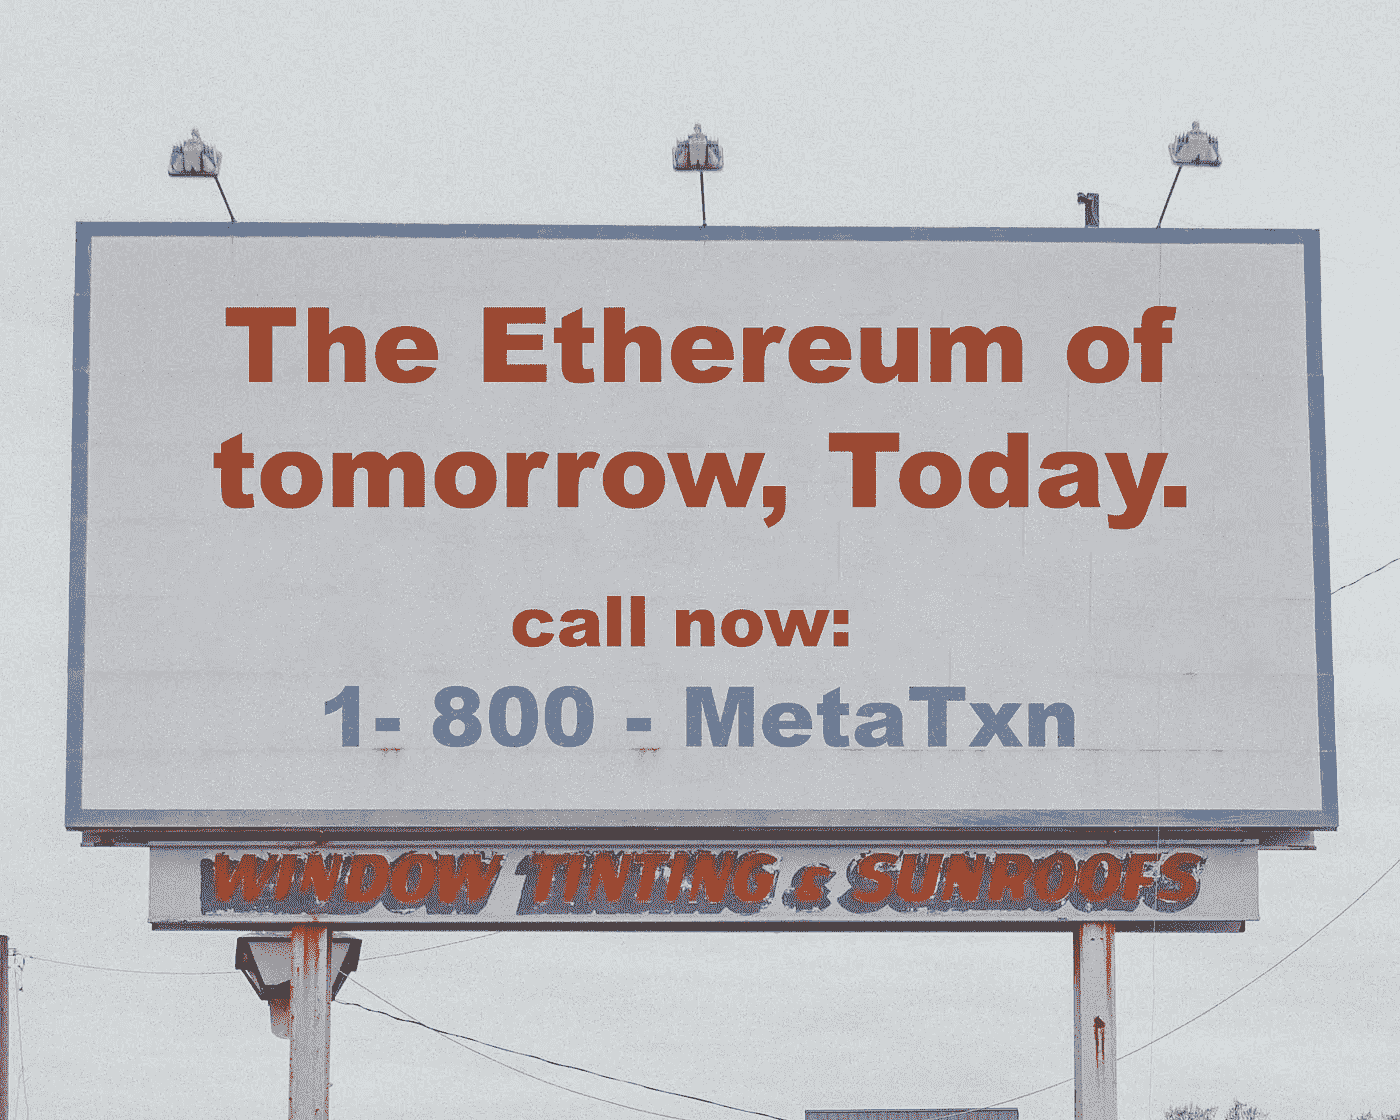 The Ethereum of
tomorrow, Today.
call now:
1- 800 - MetaTxn
WINDOW TINTING & SUNROOFS